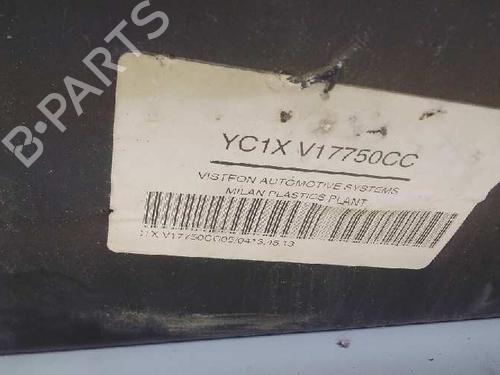 B-PARTS
YC1X V17750CC
VISTEON AUTOMOTIVE SYSTEMS
MILAN PLASTICS PLANT